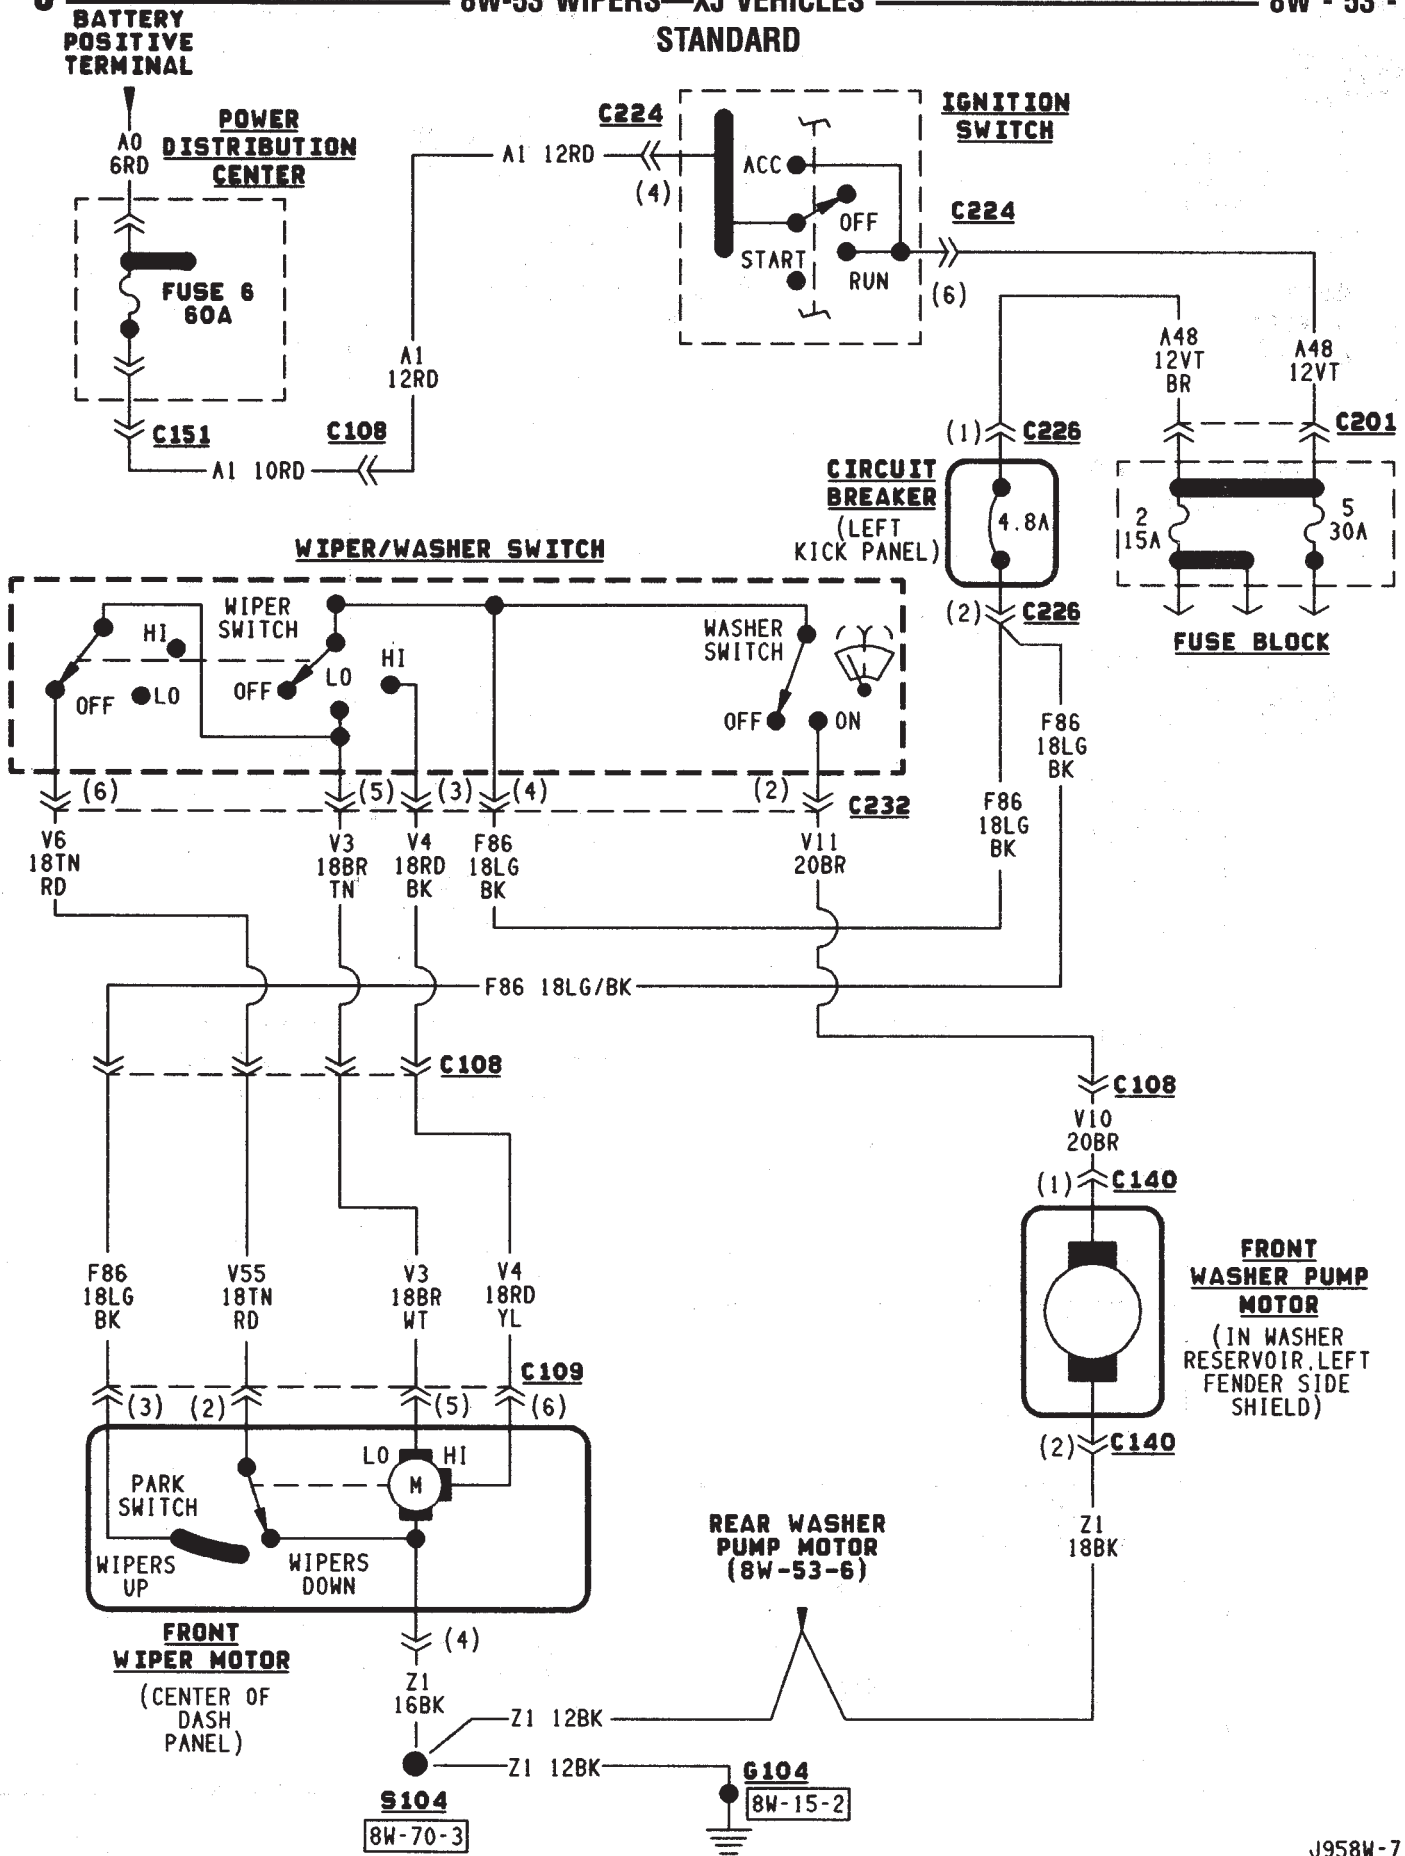 8W-53 WIPERS—XJ VEHICLES
8W - 53 -
STANDARD
BATTERY
POSITIVE
TERMINAL
A0
6RD
POWER
DISTRIBUTION
CENTER
FUSE 6
60A
C151
A1 10RD
C108
A1
12RD
A1 12RD
C224
(4)
IGNITION
SWITCH
ACC
OFF
START
RUN
C224
(6)
A48
12VT
BR
A48
12VT
C201
(1)
C226
CIRCUIT
BREAKER
(LEFT
KICK PANEL)
4.8A
(2)
C226
2
15A
5
30A
FUSE BLOCK
WIPER/WASHER SWITCH
WIPER
SWITCH
HI
OFF
LO
OFF
LO
HI
WASHER
SWITCH
OFF
ON
(6)
(5)
(3)
(4)
(2)
C232
V6
18TN
RD
V3
18BR
TN
V4
18RD
BK
F86
18LG
BK
V11
20BR
F86
18LG
BK
F86
18LG
BK
F86 18LG/BK
C108
C108
V10
20BR
(1)
C140
FRONT
WASHER PUMP
MOTOR
(IN WASHER
RESERVOIR,LEFT
FENDER SIDE
SHIELD)
(2)
C140
Z1
18BK
F86
18LG
BK
V55
18TN
RD
V3
18BR
WT
V4
18RD
YL
C109
(3)
(2)
(5)
(6)
LO
HI
M
PARK
SWITCH
WIPERS
UP
WIPERS
DOWN
FRONT
WIPER MOTOR
(CENTER OF
DASH
PANEL)
(4)
Z1
16BK
REAR WASHER
PUMP MOTOR
(8W-53-6)
Z1 12BK
Z1 12BK
S104
8W-70-3
G104
8W-15-2
J958W-7